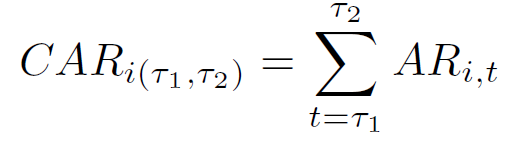 CAR_{i(τ_1,τ_2)} = \sum_{t=τ_1}^{τ_2} AR_{i,t}